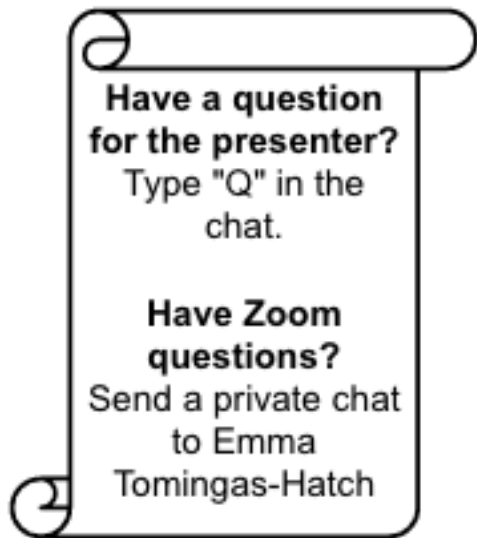 Have a question
for the presenter?
Type "Q" in the
chat.
Have Zoom
questions?
Send a private chat
to Emma
Tomingas-Hatch